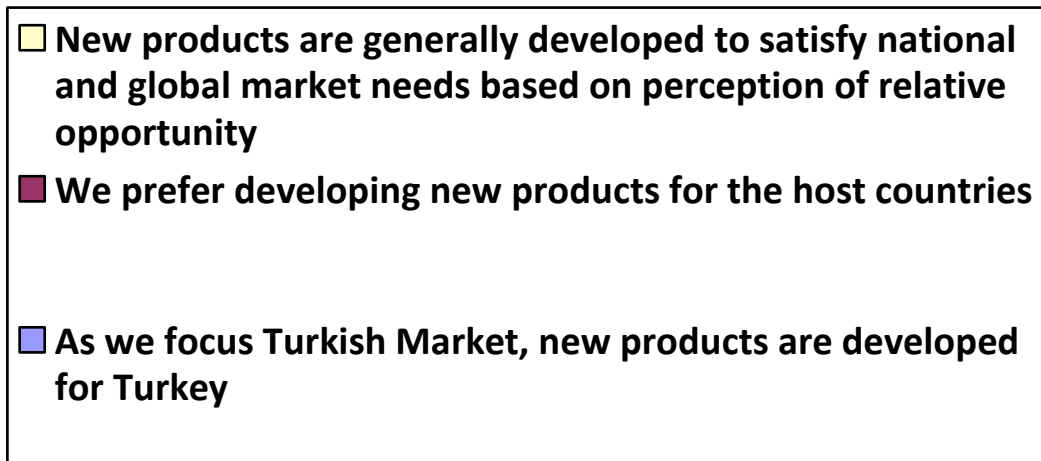 New products are generally developed to satisfy national
and global market needs based on perception of relative
opportunity
We prefer developing new products for the host countries
As we focus Turkish Market, new products are developed
for Turkey